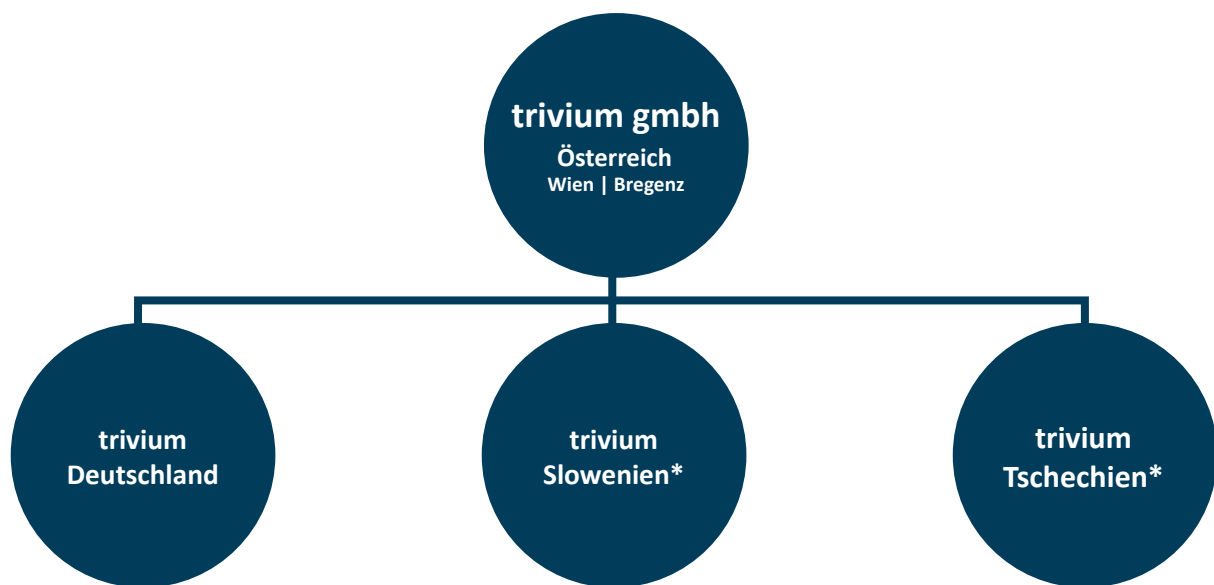 trivium gmbh
Österreich
Wien | Bregenz
trivium
Deutschland
trivium
Slowenien*
trivium
Tschechien*